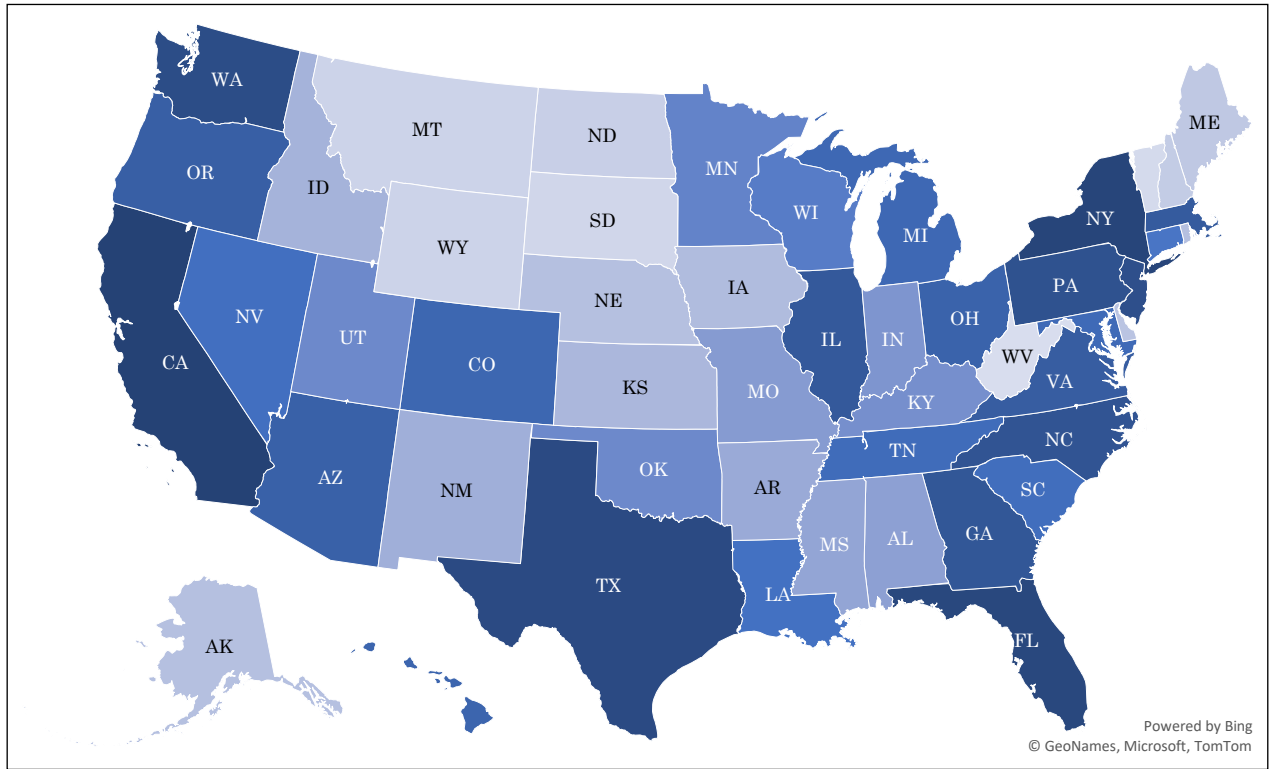 WA
MT
ND
MN
ME
OR
ID
SD
WI
MI
NY
WY
IA
PA
NE
NV
UT
CO
IL
IN
OH
WV
VA
CA
KS
MO
KY
NC
TN
AZ
NM
OK
AR
SC
MS
AL
GA
TX
LA
AK
FL
Powered by Bing
© GeoNames, Microsoft, TomTom